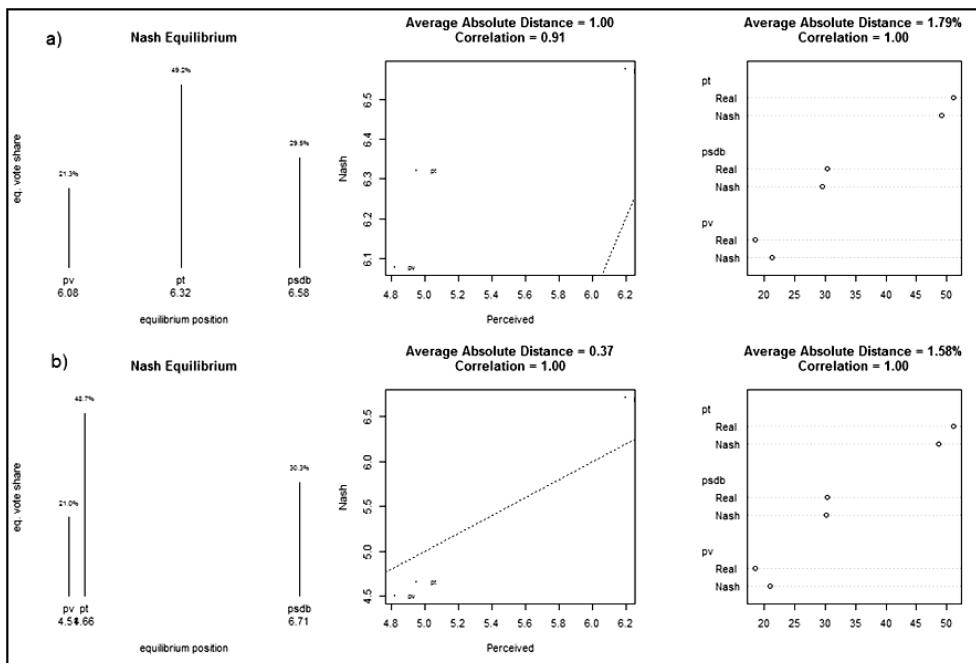 a)
Nash Equilibrium
49.2%
29.5%
21.3%
eq. vote share
pv
pt
psdb
6.08
6.32
6.58
equilibrium position
Average Absolute Distance = 1.00
Correlation = 0.91
Nash
6.5
6.4
6.3
6.2
6.1
pt
pv
4.8 5.0 5.2 5.4 5.6 5.8 6.0 6.2
Perceived
Average Absolute Distance = 1.79%
Correlation = 1.00
pt
Real
Nash
psdb
Real
Nash
pv
Real
Nash
20 25 30 35 40 45 50
b)
Nash Equilibrium
48.7%
30.3%
21.0%
eq. vote share
pv pt
psdb
6.71
equilibrium position
Average Absolute Distance = 0.37
Correlation = 1.00
Nash
6.5
6.0
5.5
5.0
4.5
pt
pv
4.8 5.0 5.2 5.4 5.6 5.8 6.0 6.2
Perceived
Average Absolute Distance = 1.58%
Correlation = 1.00
pt
Real
Nash
psdb
Real
Nash
pv
Real
Nash
20 25 30 35 40 45 50